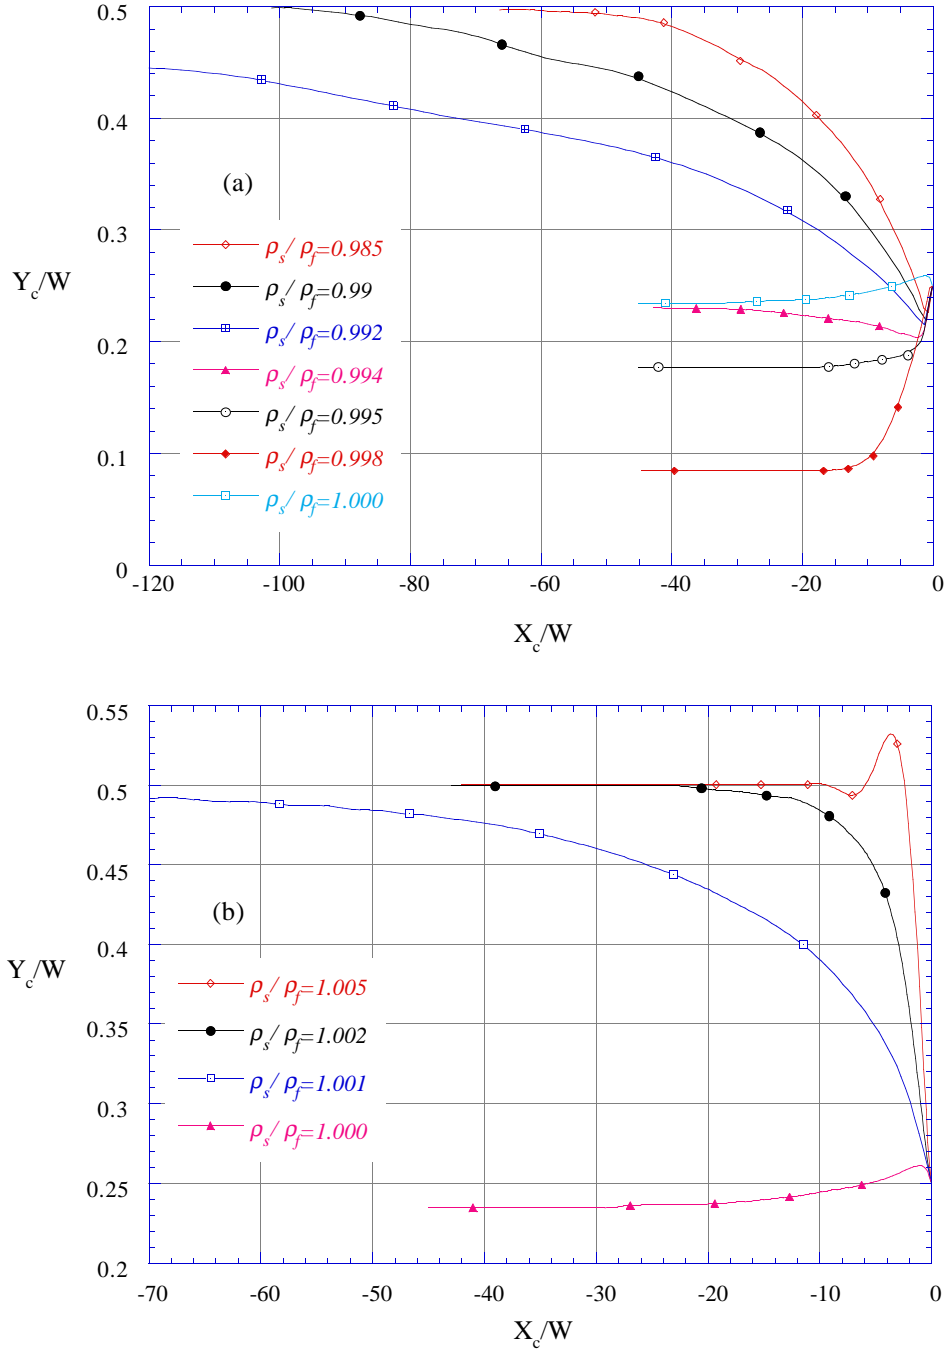 0.5
0.4
(a)
0.3
ρs / ρf=0.985
Yc/W
ρs / ρf=0.99
ρs / ρf=0.992
0.2
ρs / ρf=0.994
ρs / ρf=0.995
0.1
ρs / ρf=0.998
ρs / ρf=1.000
0
-120 -100 -80 -60 -40 -20 0
Xc/W
0.55
0.5
0.45
(b)
0.4
Yc/W
ρs / ρf=1.005
0.35
ρs / ρf=1.002
ρs / ρf=1.001
0.3
ρs / ρf=1.000
0.25
0.2
-70 -60 -50 -40 -30 -20 -10 0
Xc/W